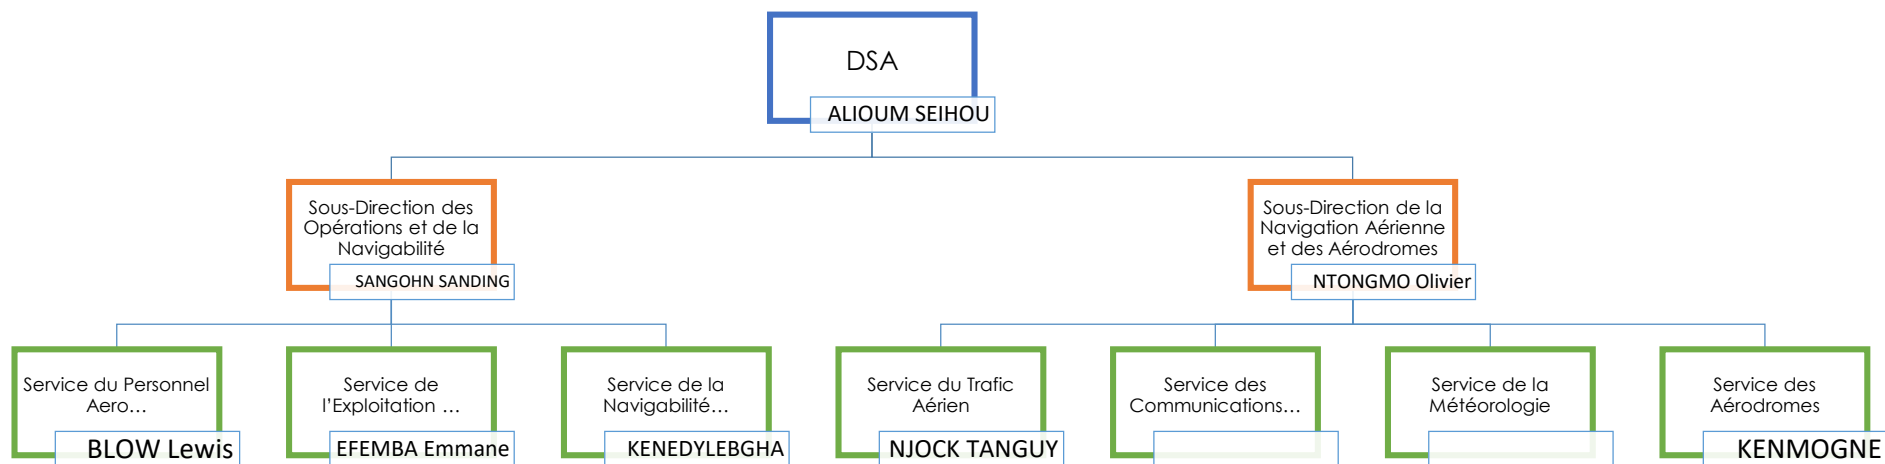 DSA
ALIOUM SEIHOU
Sous-Direction des
Opérations et de la
Navigabilité
SANGOHN SANDING
Sous-Direction de la
Navigation Aérienne
et des Aérodromes
NTONGMO Olivier
Service du Personnel
Aero…
BLOW Lewis
Service de
l'Exploitation …
EFEMBA Emmane
Service de la
Navigabilité…
KENEDYLEBGHA
Service du Trafic
Aérien
NJOCK TANGUY
Service des
Communications…
Service de la
Météorologie
Service des
Aérodromes
KENMOGNE